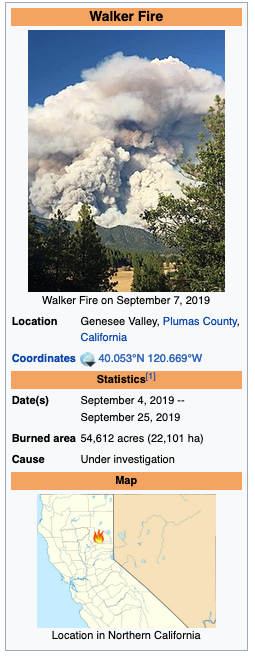 Walker Fire
Walker Fire on September 7, 2019
Location Genesee Valley, Plumas County,
California
Coordinates 40.053°N 120.669°W
Statistics[1]
Date(s) September 4, 2019 --
September 25, 2019
Burned area 54,612 acres (22,101 ha)
Cause Under investigation
Map
Location in Northern California